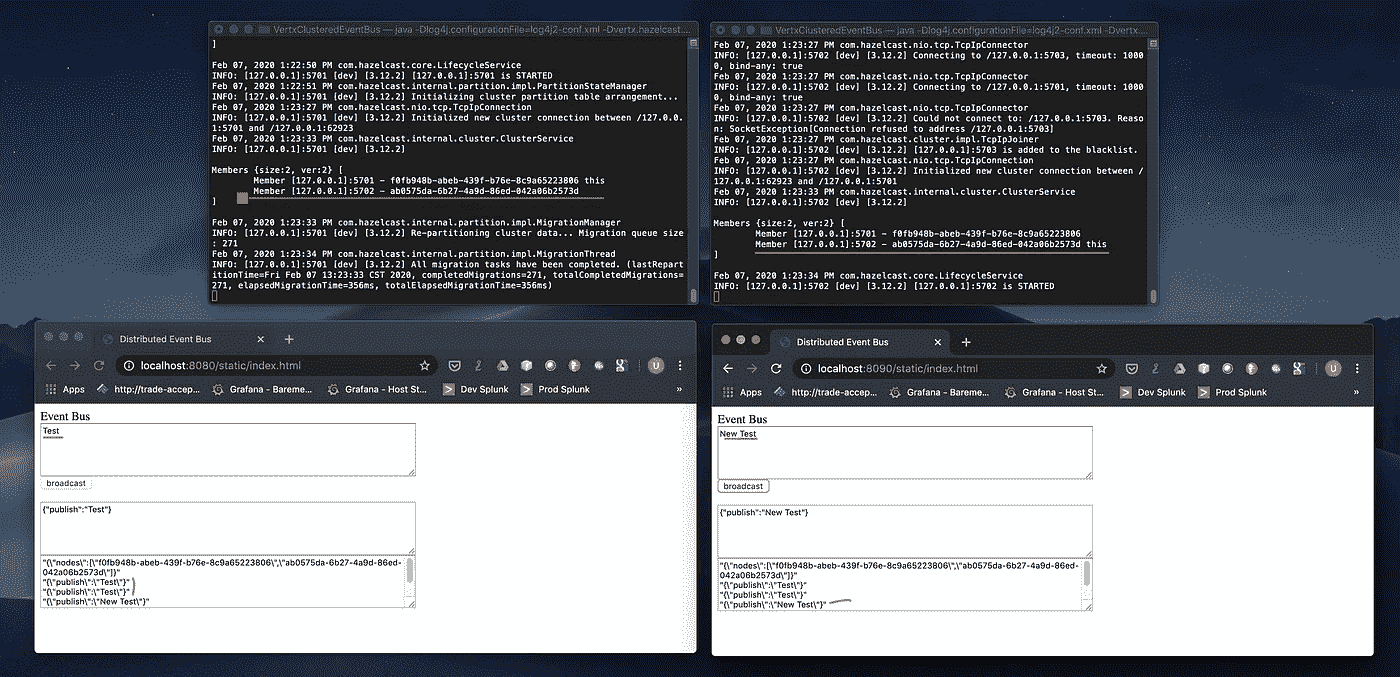 VertxClusteredEventBus — java -Dlog4j.configurationFile=log4j2-conf.xml -Dvertx.hazelcast....
]
Feb 07, 2020 1:22:50 PM com.hazelcast.core.LifecycleService
INFO: [127.0.0.1]:5701 [dev] [3.12.2] [127.0.0.1]:5701 is STARTED
Feb 07, 2020 1:22:51 PM com.hazelcast.internal.partition.impl.PartitionStateManager
INFO: [127.0.0.1]:5701 [dev] [3.12.2] Initializing cluster partition table arrangement...
Feb 07, 2020 1:23:27 PM com.hazelcast.nio.tcp.TcpIpConnection
INFO: [127.0.0.1]:5701 [dev] [3.12.2] Initialized new cluster connection between /127.0.0.
1:5701 and /127.0.0.1:62923
Feb 07, 2020 1:23:33 PM com.hazelcast.internal.cluster.ClusterService
INFO: [127.0.0.1]:5701 [dev] [3.12.2]
Members {size:2, ver:2} [
Member [127.0.0.1]:5701 - f0fb948b-abeb-439f-b76e-8c9a65223806 this
Member [127.0.0.1]:5702 - ab0575da-6b27-4a9d-86ed-042a06b2573d
]
Feb 07, 2020 1:23:33 PM com.hazelcast.internal.partition.impl.MigrationManager
INFO: [127.0.0.1]:5701 [dev] [3.12.2] Re-partitioning cluster data... Migration queue size
: 271
Feb 07, 2020 1:23:34 PM com.hazelcast.internal.partition.impl.MigrationThread
INFO: [127.0.0.1]:5701 [dev] [3.12.2] All migration tasks have been completed. (lastRepart
itionTime=Fri Feb 07 13:23:33 CST 2020, completedMigrations=271, totalCompletedMigrations=
271, elapsedMigrationTime=356ms, totalElapsedMigrationTime=356ms)
VertxClusteredEventBus — java -Dlog4j.configurationFile=log4j2-conf.xml -Dvertx.hazelcast....
Feb 07, 2020 1:23:27 PM com.hazelcast.nio.tcp.TcpIpConnector
INFO: [127.0.0.1]:5702 [dev] [3.12.2] Connecting to /127.0.0.1:5703, timeout: 1000
0, bind-any: true
Feb 07, 2020 1:23:27 PM com.hazelcast.nio.tcp.TcpIpConnector
INFO: [127.0.0.1]:5702 [dev] [3.12.2] Connecting to /127.0.0.1:5701, timeout: 1000
0, bind-any: true
Feb 07, 2020 1:23:27 PM com.hazelcast.nio.tcp.TcpIpConnector
INFO: [127.0.0.1]:5702 [dev] [3.12.2] Could not connect to: /127.0.0.1:5703. Reaso
n: SocketException[Connection refused to address /127.0.0.1:5703]
Feb 07, 2020 1:23:27 PM com.hazelcast.cluster.impl.TcpIpJoiner
INFO: [127.0.0.1]:5702 [dev] [3.12.2] [127.0.0.1]:5703 is added to the blacklist.
Feb 07, 2020 1:23:27 PM com.hazelcast.nio.tcp.TcpIpConnection
INFO: [127.0.0.1]:5702 [dev] [3.12.2] Initialized new cluster connection between /
127.0.0.1:62923 and /127.0.0.1:5701
Feb 07, 2020 1:23:33 PM com.hazelcast.internal.cluster.ClusterService
INFO: [127.0.0.1]:5702 [dev] [3.12.2]
Members {size:2, ver:2} [
Member [127.0.0.1]:5701 - f0fb948b-abeb-439f-b76e-8c9a65223806
Member [127.0.0.1]:5702 - ab0575da-6b27-4a9d-86ed-042a06b2573d this
]
Feb 07, 2020 1:23:34 PM com.hazelcast.core.LifecycleService
INFO: [127.0.0.1]:5702 [dev] [3.12.2] [127.0.0.1]:5702 is STARTED
Distributed Event Bus
localhost:8080/static/index.html
U
Apps http://trade-accep... Grafana - Bareme... Grafana - Host St... Dev Splunk Prod Splunk »
Event Bus
Test
broadcast
{"publish":"Test"}
"{\"nodes\":[\"f0fb948b-abeb-439f-b76e-8c9a65223806\",\"ab0575da-6b27-4a9d-86ed-
042a06b2573d\"]}"
"{\"publish\":\"Test\"}"
"{\"publish\":\"Test\"}"
"{\"publish\":\"New Test\"}"
Distributed Event Bus
localhost:8090/static/index.html
U
Apps http://trade-accep... Grafana - Bareme... Grafana - Host St... Dev Splunk Prod Splunk »
Event Bus
New Test
broadcast
{"publish":"New Test"}
"{\"nodes\":[\"f0fb948b-abeb-439f-b76e-8c9a65223806\",\"ab0575da-6b27-4a9d-86ed-
042a06b2573d\"]}"
"{\"publish\":\"Test\"}"
"{\"publish\":\"Test\"}"
"{\"publish\":\"New Test\"}"